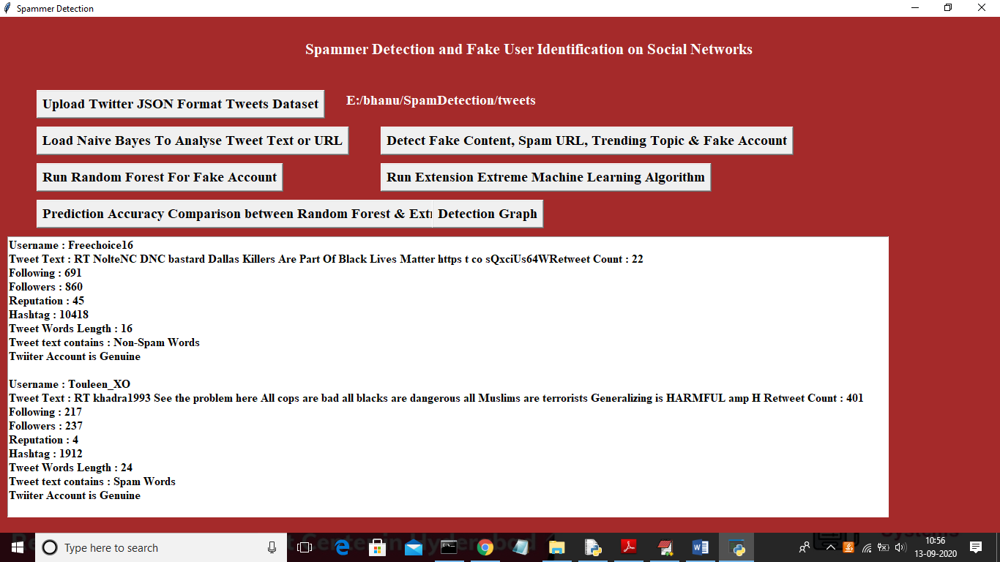 Spammer Detection
Spammer Detection and Fake User Identification on Social Networks
Upload Twitter JSON Format Tweets Dataset
E:/bhanu/SpamDetection/tweets
Load Naive Bayes To Analyse Tweet Text or URL
Detect Fake Content, Spam URL, Trending Topic & Fake Account
Run Random Forest For Fake Account
Run Extension Extreme Machine Learning Algorithm
Prediction Accuracy Comparison between Random Forest & Extr
Detection Graph
Username : Freechoice16
Tweet Text : RT NolteNC DNC bastard Dallas Killers Are Part Of Black Lives Matter https t co sQxciUs64WRetweet Count : 22
Following : 691
Followers : 860
Reputation : 45
Hashtag : 10418
Tweet Words Length : 16
Tweet text contains : Non-Spam Words
Twiiter Account is Genuine
Username : Touleen_XO
Tweet Text : RT khadra1993 See the problem here All cops are bad all blacks are dangerous all Muslims are terrorists Generalizing is HARMFUL amp H Retweet Count : 401
Following : 217
Followers : 237
Reputation : 4
Hashtag : 1912
Tweet Words Length : 24
Tweet text contains : Spam Words
Twiiter Account is Genuine
Type here to search
10:56
13-09-2020